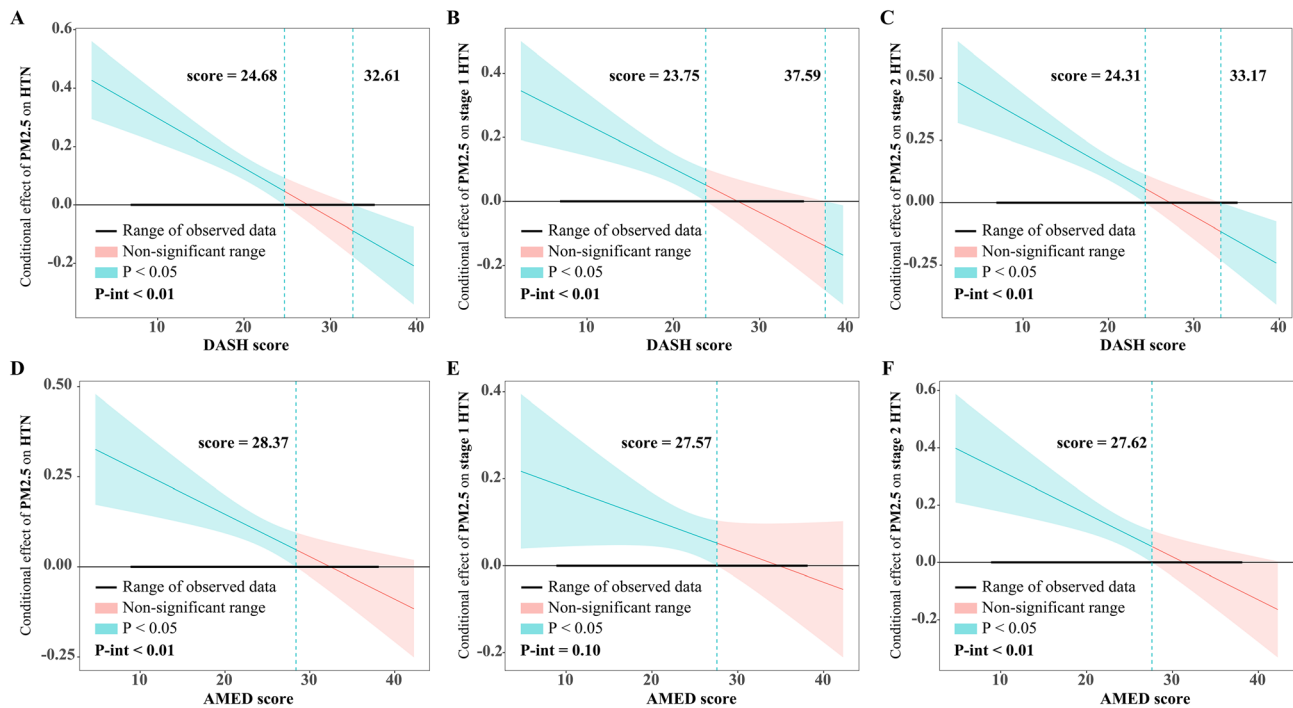 A
Conditional effect of PM2.5 on HTN
0.6
0.4
0.2
0.0
-0.2
score = 24.68
32.61
Range of observed data
Non-significant range
P < 0.05
P-int < 0.01
10
20
30
40
DASH score
B
Conditional effect of PM2.5 on stage 1 HTN
0.4
0.2
0.0
-0.2
score = 23.75
37.59
Range of observed data
Non-significant range
P < 0.05
P-int < 0.01
10
20
30
40
DASH score
C
Conditional effect of PM2.5 on stage 2 HTN
0.50
0.25
0.00
-0.25
score = 24.31
33.17
Range of observed data
Non-significant range
P < 0.05
P-int < 0.01
10
20
30
40
DASH score
D
Conditional effect of PM2.5 on HTN
0.50
0.25
0.00
-0.25
score = 28.37
Range of observed data
Non-significant range
P < 0.05
P-int < 0.01
10
20
30
40
AMED score
E
Conditional effect of PM2.5 on stage 1 HTN
0.4
0.2
0.0
-0.2
score = 27.57
Range of observed data
Non-significant range
P < 0.05
P-int = 0.10
10
20
30
40
AMED score
F
Conditional effect of PM2.5 on stage 2 HTN
0.6
0.4
0.2
0.0
-0.2
score = 27.62
Range of observed data
Non-significant range
P < 0.05
P-int < 0.01
10
20
30
40
AMED score